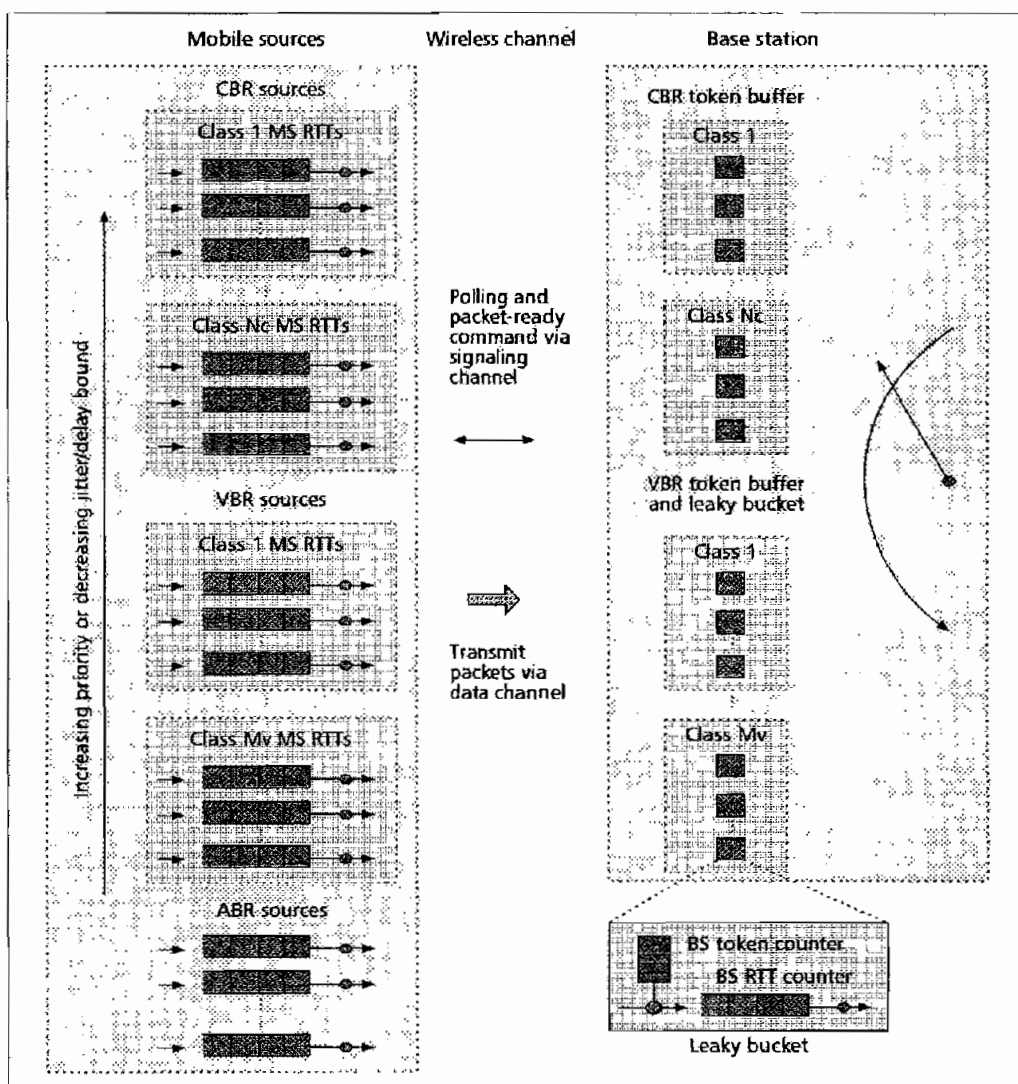 Mobile sources
Wireless channel
Base station
CBR sources
Class 1 MS RTTs
Class Nc MS RTTs
VBR sources
Class 1 MS RTTs
Class Mv MS RTTs
ABR sources
Increasing priority or decreasing jitter/delay bound
Polling and
packet-ready
command via
signaling
channel
Transmit
packets via
data channel
CBR token buffer
Class 1
Class Nc
VBR token buffer
and leaky bucket
Class 1
Class Mv
BS token counter
BS RTT counter
Leaky bucket